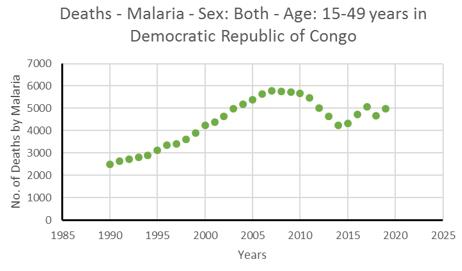 Deaths - Malaria - Sex: Both - Age: 15-49 years in
Democratic Republic of Congo
7000
6000
5000
4000
3000
2000
1000
0
No. of Deaths by Malaria
1985 1990 1995 2000 2005 2010 2015 2020 2025
Years